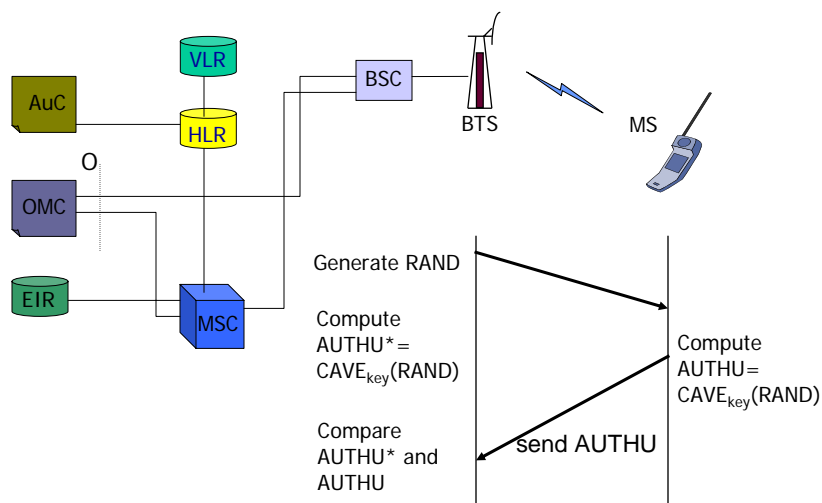 VLR
BSC
AuC
HLR
BTS
MS
O
OMC
Generate RAND
EIR
MSC
Compute
AUTHU*=
CAVEkey(RAND)
Compute
AUTHU=
CAVEkey(RAND)
Compare
AUTHU* and
AUTHU
send AUTHU